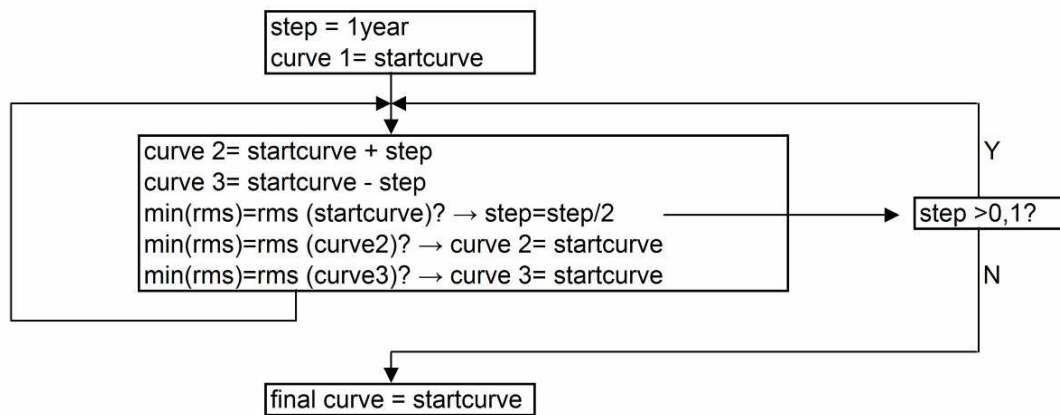 step = 1year
curve 1= startcurve
curve 2= startcurve + step
curve 3= startcurve - step
min(rms)=rms (startcurve)? → step=step/2
min(rms)=rms (curve2)? → curve 2= startcurve
min(rms)=rms (curve3)? → curve 3= startcurve
Y
step >0,1?
N
final curve = startcurve